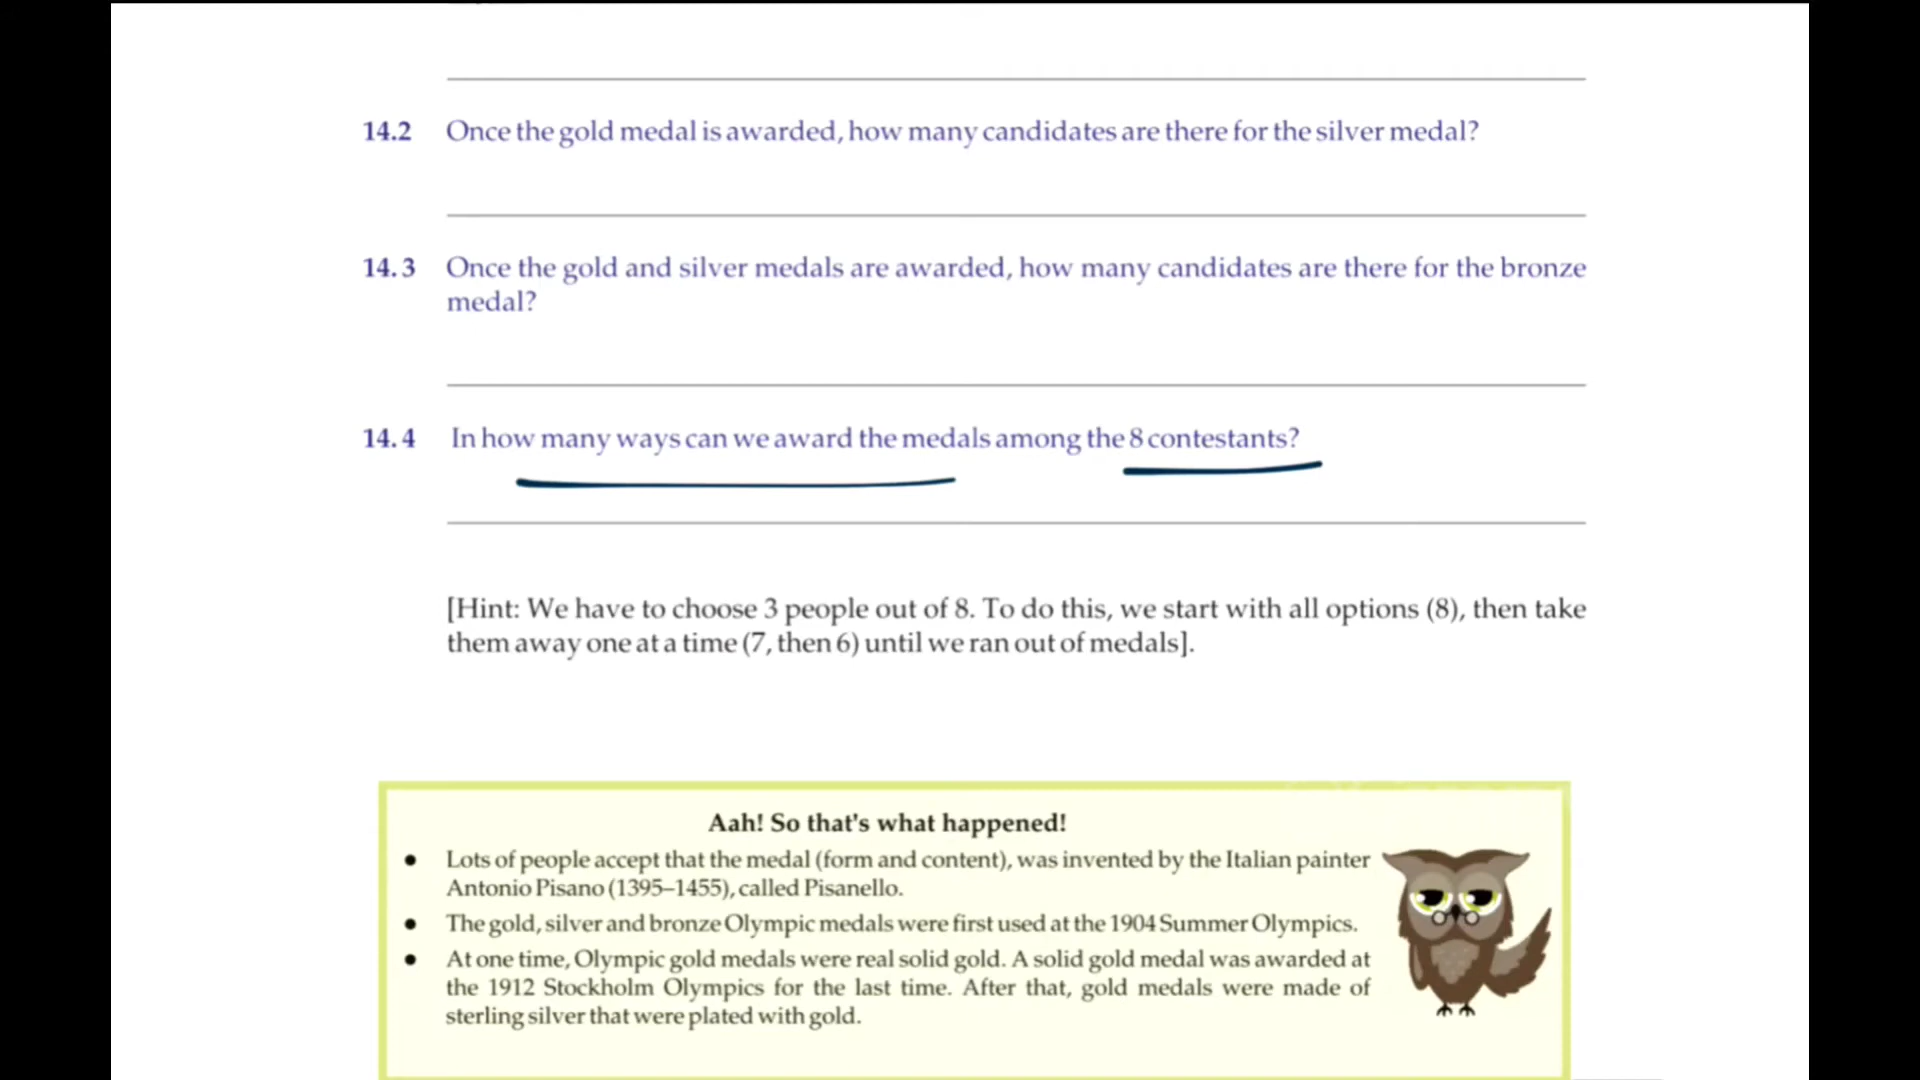 14.2 Once the gold medal is awarded, how many candidates are there for the silver medal?
14.3 Once the gold and silver medals are awarded, how many candidates are there for the bronze
medal?
14.4 In how many ways can we award the medals among the 8 contestants?
[Hint: We have to choose 3 people out of 8. To do this, we start with all options (8), then take
them away one at a time (7, then 6) until we ran out of medals].
Aah! So that's what happened!
● Lots of people accept that the medal (form and content), was invented by the Italian painter
Antonio Pisano (1395–1455), called Pisanello.
● The gold, silver and bronze Olympic medals were first used at the 1904 Summer Olympics.
● At one time, Olympic gold medals were real solid gold. A solid gold medal was awarded at
the 1912 Stockholm Olympics for the last time. After that, gold medals were made of
sterling silver that were plated with gold.